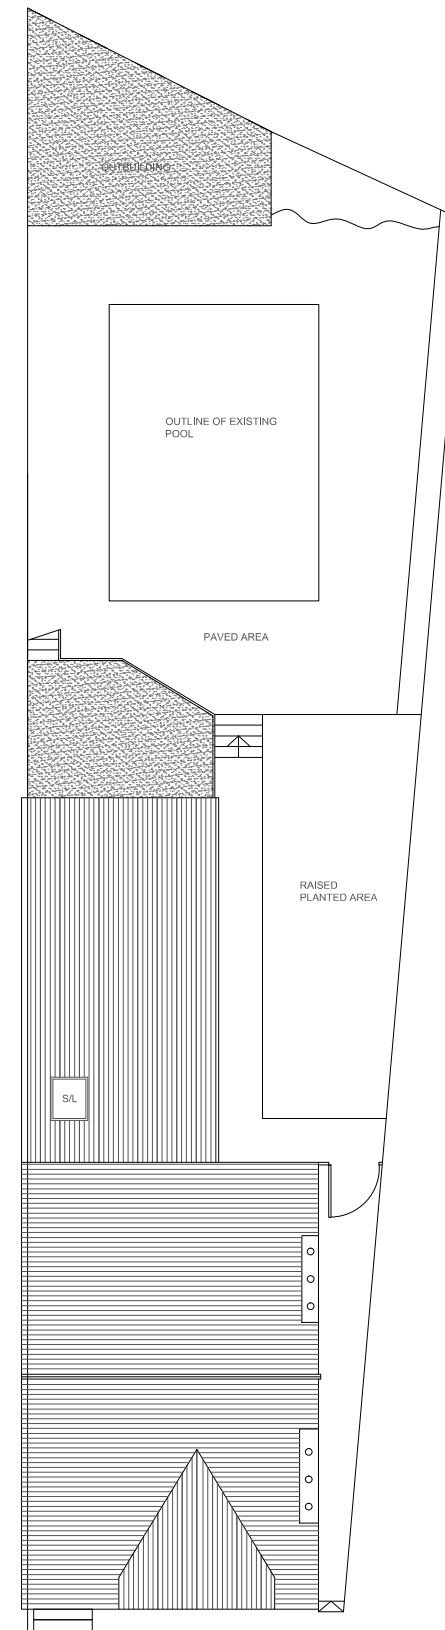 OUTBUILDING
OUTLINE OF EXISTING
POOL
PAVED AREA
RAISED
PLANTED AREA
S/L